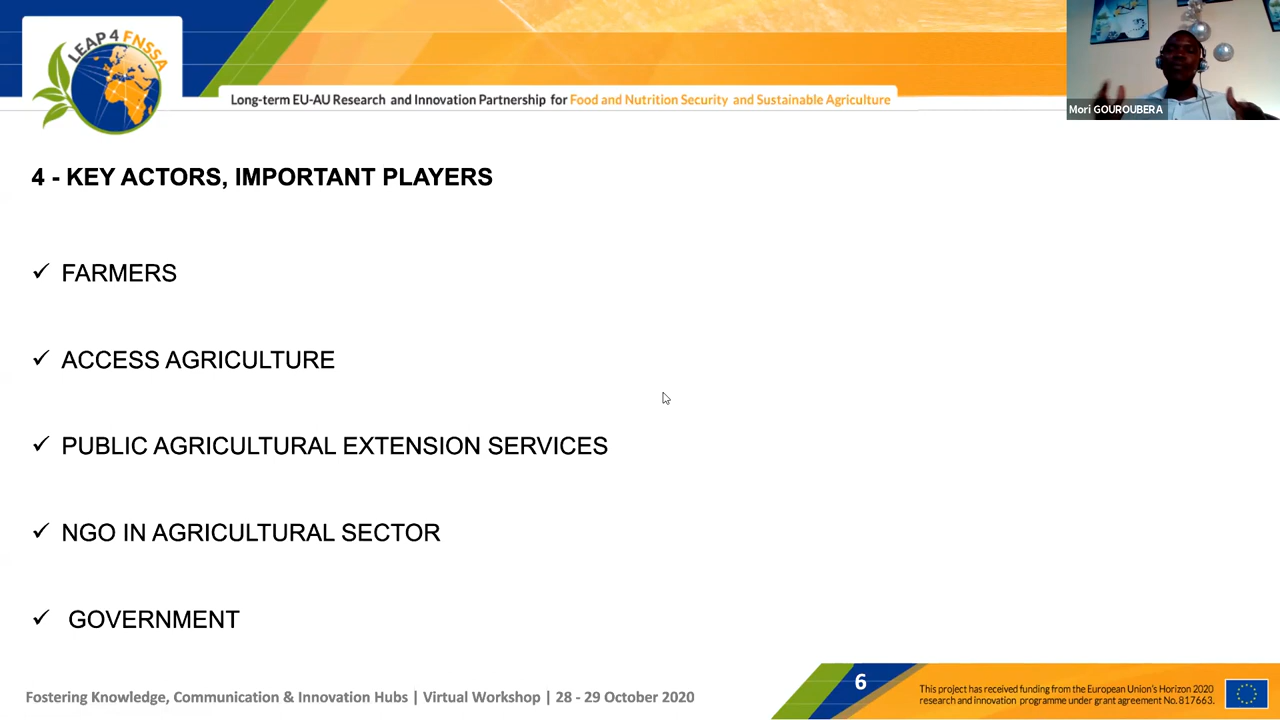 LEAP 4 FNSSA
Long-term EU-AU Research and Innovation Partnership for Food and Nutrition Security and Sustainable Agriculture
Mori GOUROUBERA
4 - KEY ACTORS, IMPORTANT PLAYERS
✓ FARMERS
✓ ACCESS AGRICULTURE
✓ PUBLIC AGRICULTURAL EXTENSION SERVICES
✓ NGO IN AGRICULTURAL SECTOR
✓ GOVERNMENT
Fostering Knowledge, Communication & Innovation Hubs | Virtual Workshop | 28 - 29 October 2020
6
This project has received funding from the European Union's Horizon 2020
research and innovation programme under grant agreement No. 817663.